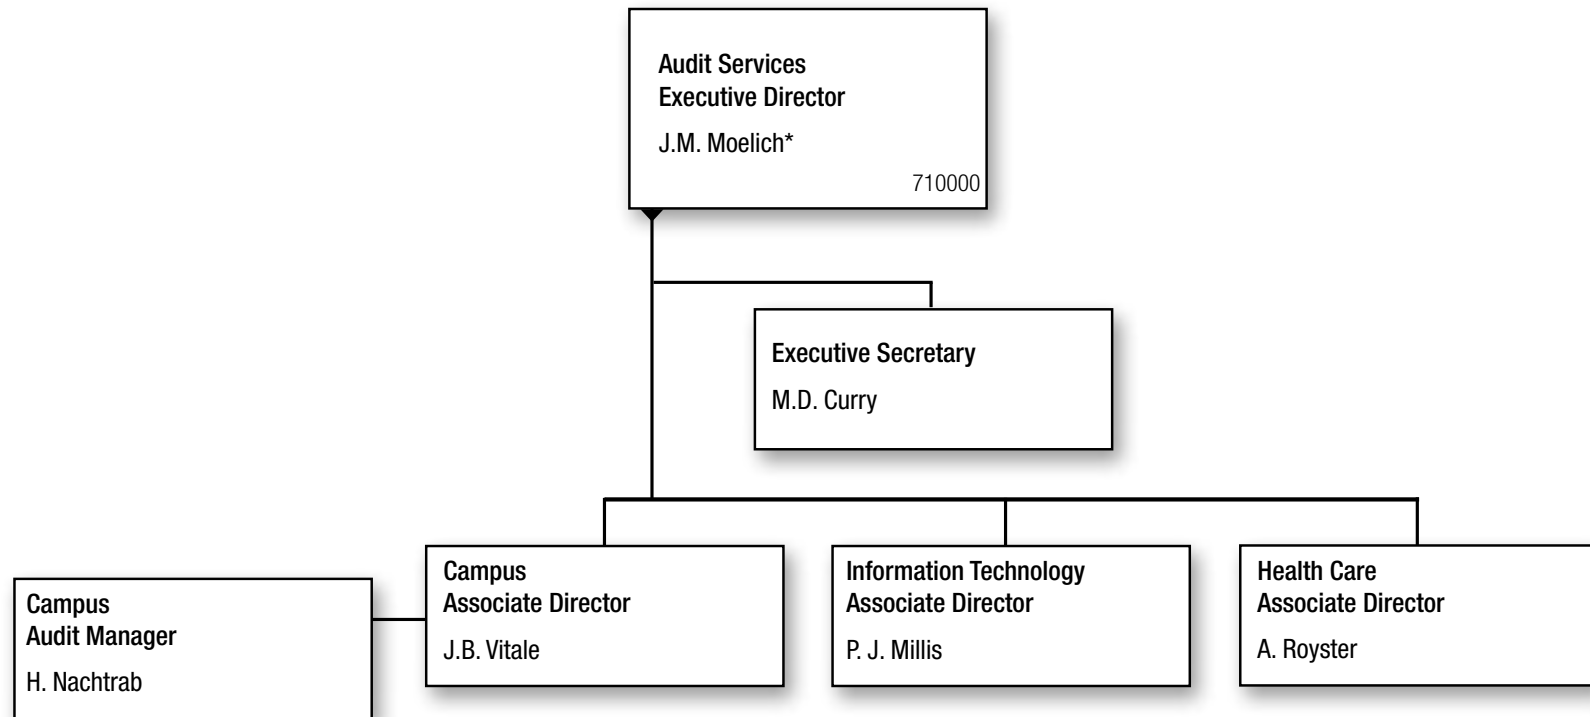 Audit Services
Executive Director
J.M. Moelich*
710000
Executive Secretary
M.D. Curry
Campus
Audit Manager
H. Nachtrab
Campus
Associate Director
J.B. Vitale
Information Technology
Associate Director
P. J. Millis
Health Care
Associate Director
A. Royster